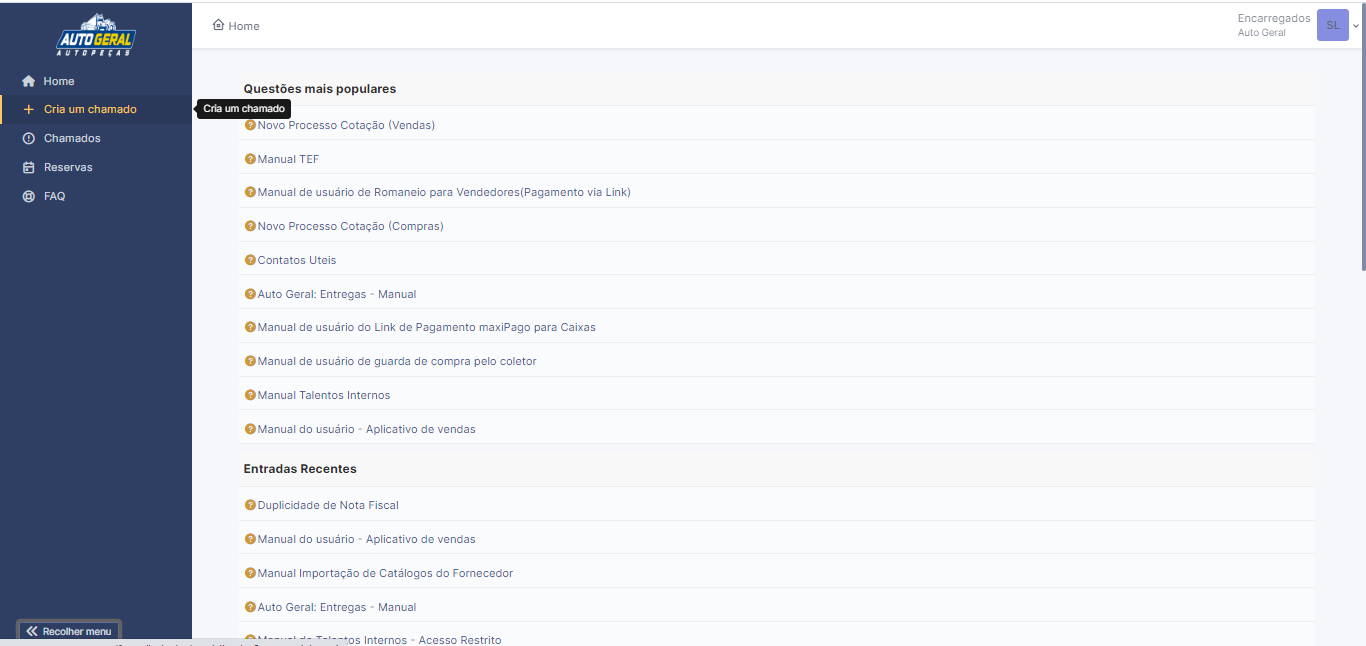 AUTOGERAL
AUTOPEÇAS
Home
Cria um chamado
Chamados
Reservas
FAQ
Recolher menu
Home
Encarregados
Auto Geral
SL
Cria um chamado
Questões mais populares
Novo Processo Cotação (Vendas)
Manual TEF
Manual de usuário de Romaneio para Vendedores(Pagamento via Link)
Novo Processo Cotação (Compras)
Contatos Uteis
Auto Geral: Entregas - Manual
Manual de usuário do Link de Pagamento maxiPago para Caixas
Manual de usuário de guarda de compra pelo coletor
Manual Talentos Internos
Manual do usuário - Aplicativo de vendas
Entradas Recentes
Duplicidade de Nota Fiscal
Manual do usuário - Aplicativo de vendas
Manual Importação de Catálogos do Fornecedor
Auto Geral: Entregas - Manual
Manual de Talentos Internos - Acesso Restrito